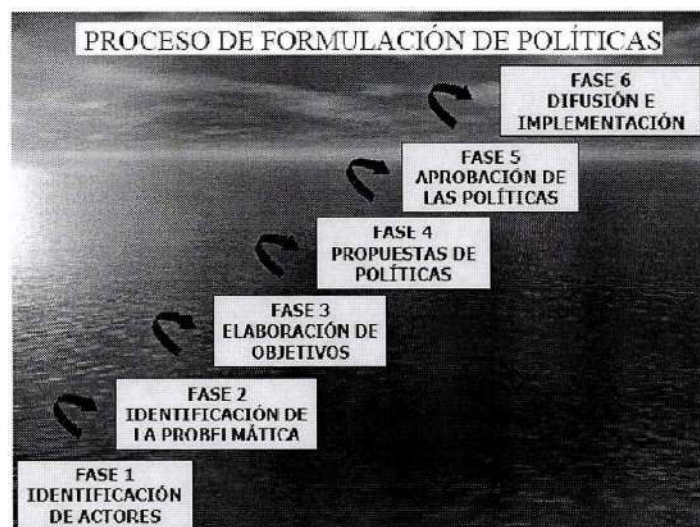 PROCESO DE FORMULACIÓN DE POLÍTICAS
FASE 6
DIFUSIÓN E
IMPLEMENTACIÓN
FASE 5
APROBACIÓN DE
LAS POLÍTICAS
FASE 4
PROPUESTAS DE
POLÍTICAS
FASE 3
ELABORACIÓN DE
OBJETIVOS
FASE 2
IDENTIFICACIÓN DE
LA PROBELMÁTICA
FASE 1
IDENTIFICACIÓN
DE ACTORES